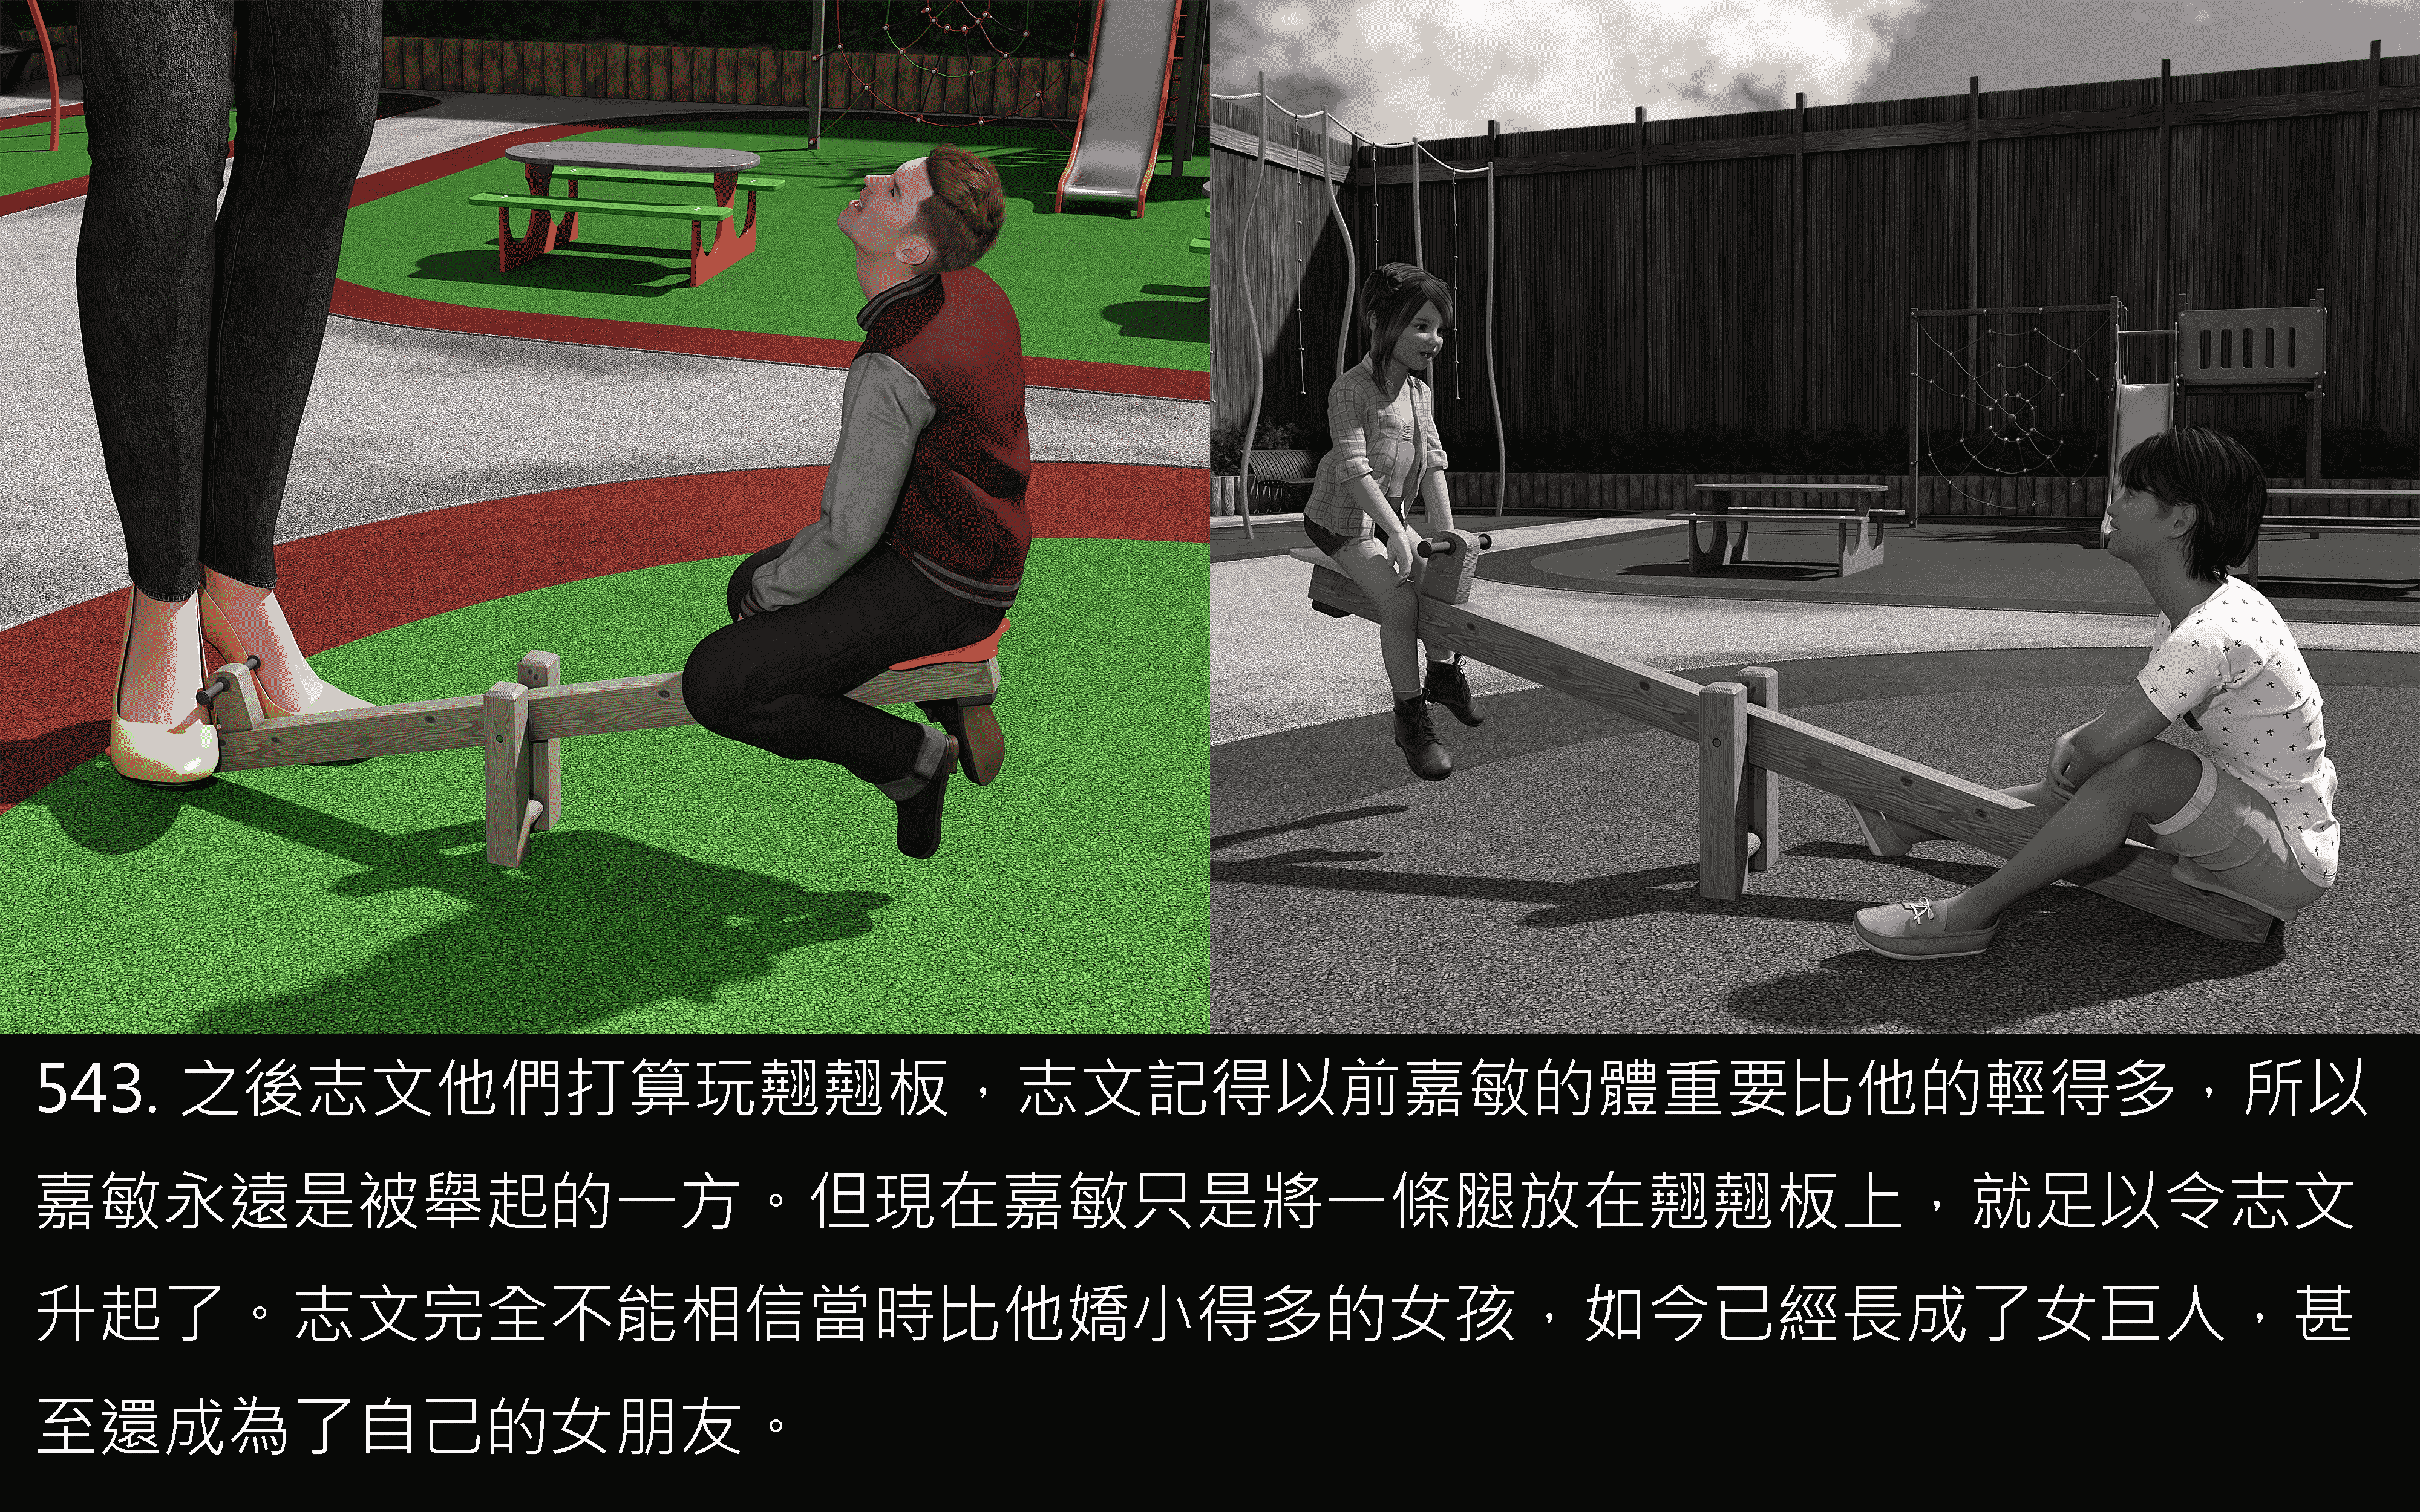 543. 之後志文他們打算玩翹翹板，志文記得以前嘉敏的體重要比他的輕得多，所以
嘉敏永遠是被舉起的一方。但現在嘉敏只是將一條腿放在翹翹板上，就足以令志文
升起了。志文完全不能相信當時比他嬌小得多的女孩，如今已經長成了女巨人，甚
至還成為了自己的女朋友。